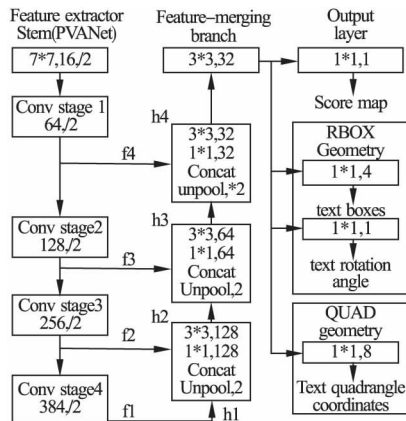 Feature extractor
Stem(PVANet)
7*7,16,/2
Conv stage 1
64,/2
Conv stage2
128,/2
Conv stage3
256,/2
Conv stage4
384,/2
f4
f3
f2
f1
Feature-merging
branch
3*3,32
h4
3*3,32
1*1,32
Concat
unpool,*2
h3
3*3,64
1*1,64
Concat
Unpool,2
h2
3*3,128
1*1,128
Concat
Unpool,2
h1
Output
layer
1*1,1
Score map
RBOX
Geometry
1*1,4
text boxes
1*1,1
text rotation
angle
QUAD
geometry
1*1,8
Text quadrangle
coordinates